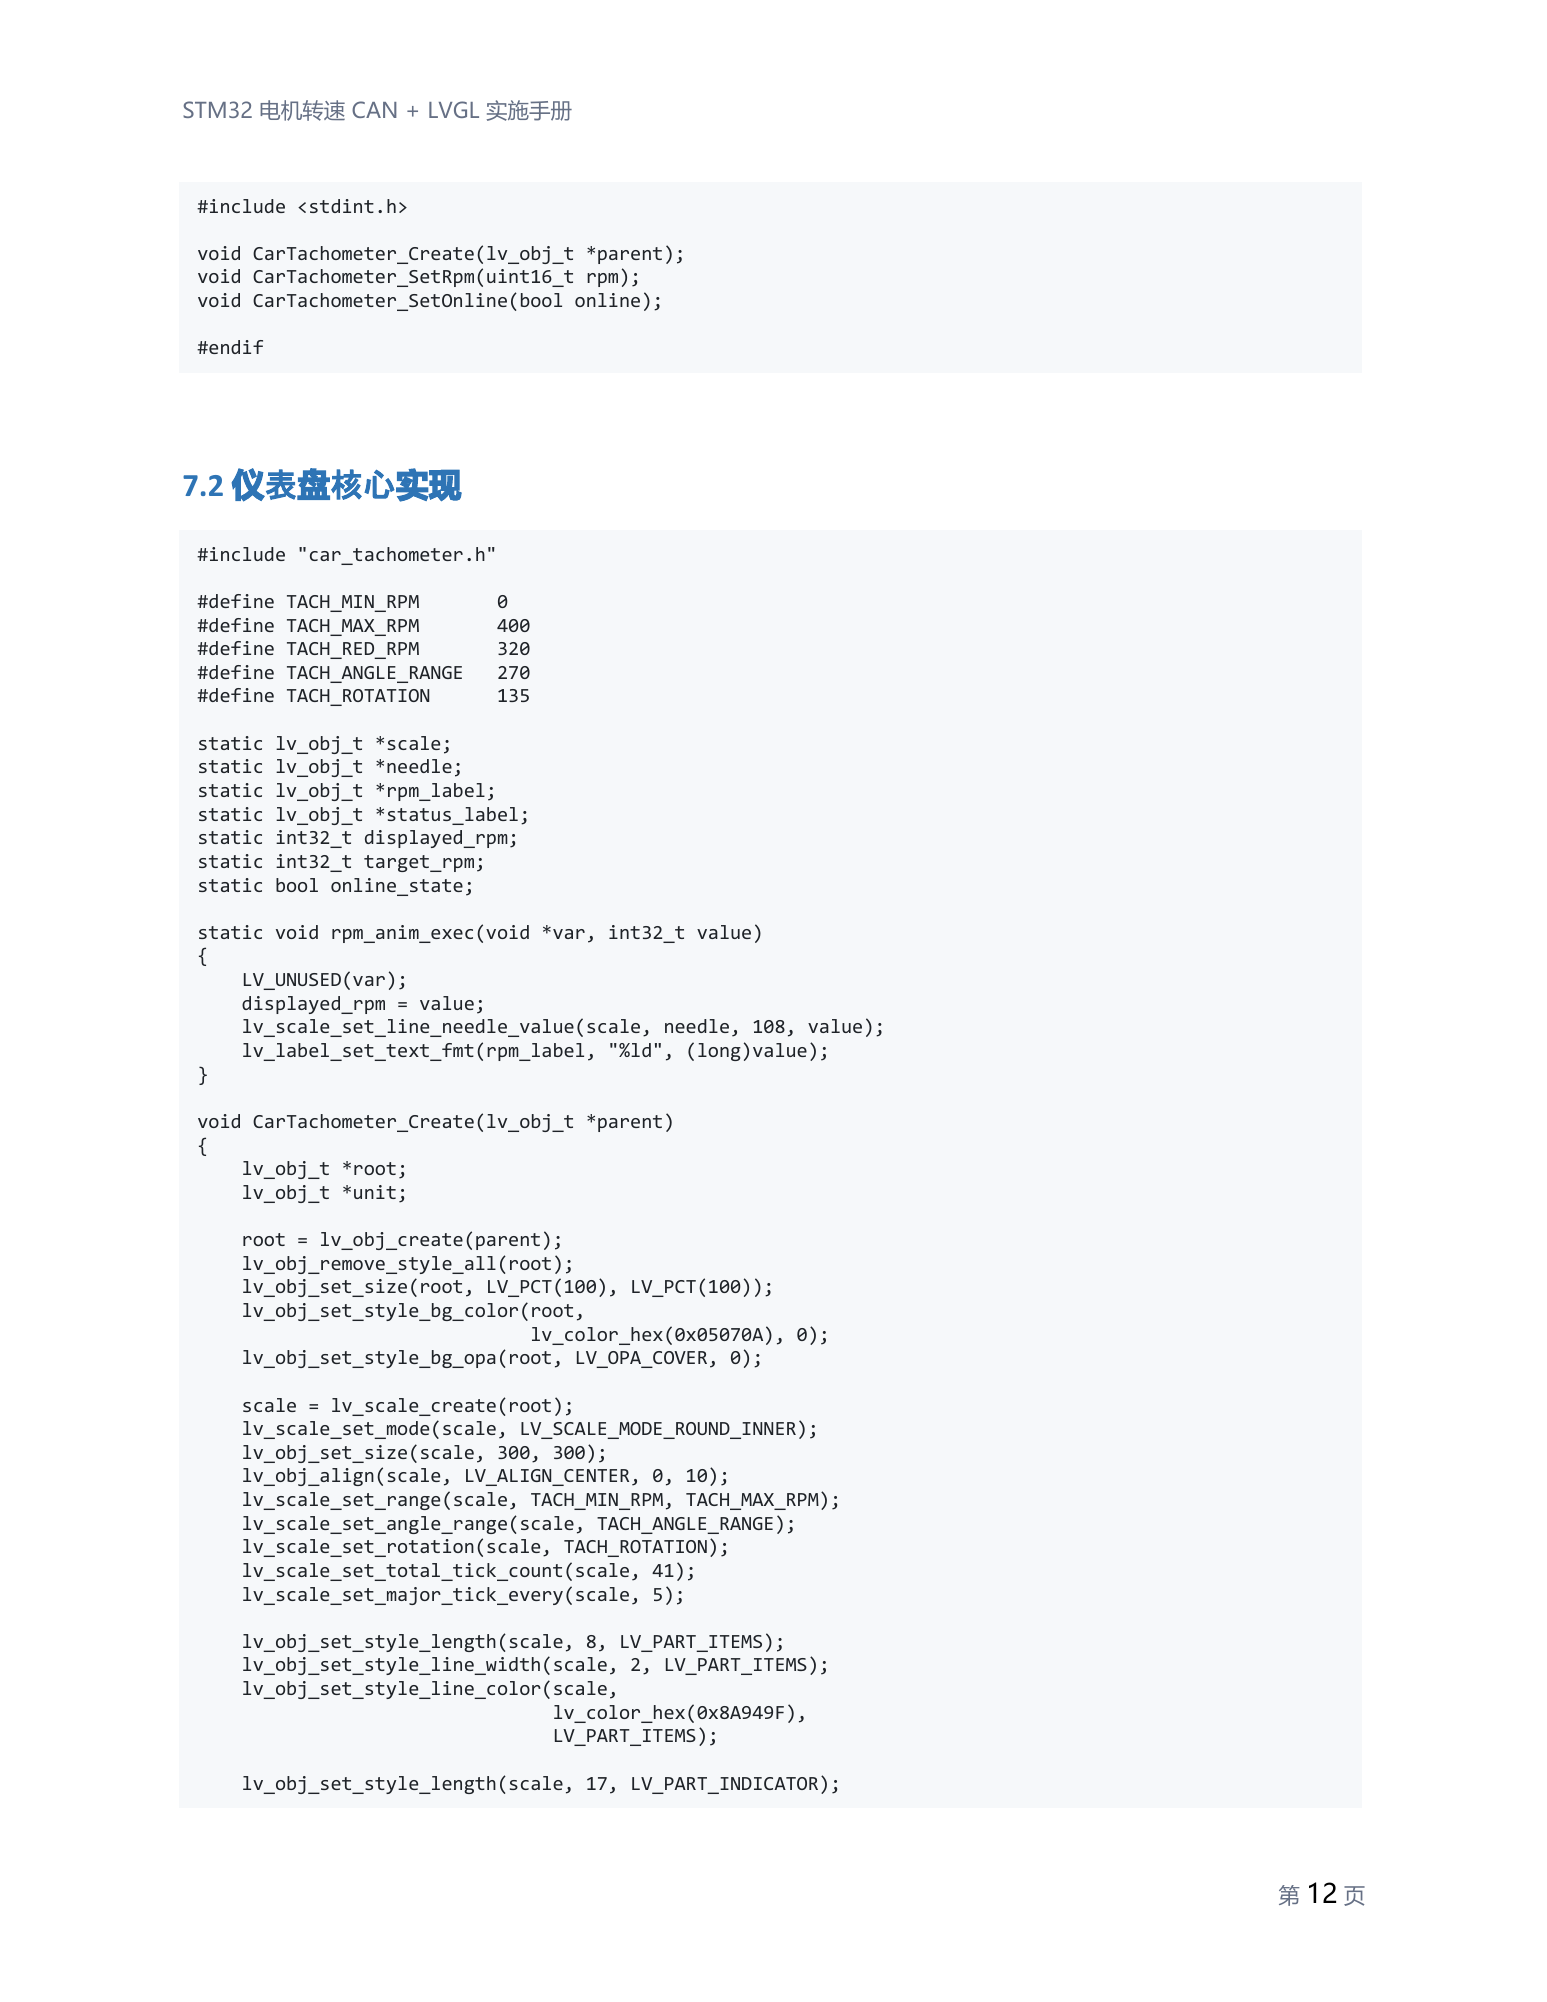 STM32 电机转速 CAN + LVGL 实施手册
#include <stdint.h>
void CarTachometer_Create(lv_obj_t *parent);
void CarTachometer_SetRpm(uint16_t rpm);
void CarTachometer_SetOnline(bool online);
#endif
7.2 仪表盘核心实现
#include "car_tachometer.h"
#define TACH_MIN_RPM       0
#define TACH_MAX_RPM       400
#define TACH_RED_RPM       320
#define TACH_ANGLE_RANGE   270
#define TACH_ROTATION      135
static lv_obj_t *scale;
static lv_obj_t *needle;
static lv_obj_t *rpm_label;
static lv_obj_t *status_label;
static int32_t displayed_rpm;
static int32_t target_rpm;
static bool online_state;
static void rpm_anim_exec(void *var, int32_t value)
{
    LV_UNUSED(var);
    displayed_rpm = value;
    lv_scale_set_line_needle_value(scale, needle, 108, value);
    lv_label_set_text_fmt(rpm_label, "%ld", (long)value);
}
void CarTachometer_Create(lv_obj_t *parent)
{
    lv_obj_t *root;
    lv_obj_t *unit;
    root = lv_obj_create(parent);
    lv_obj_remove_style_all(root);
    lv_obj_set_size(root, LV_PCT(100), LV_PCT(100));
    lv_obj_set_style_bg_color(root,
                              lv_color_hex(0x05070A), 0);
    lv_obj_set_style_bg_opa(root, LV_OPA_COVER, 0);
    scale = lv_scale_create(root);
    lv_scale_set_mode(scale, LV_SCALE_MODE_ROUND_INNER);
    lv_obj_set_size(scale, 300, 300);
    lv_obj_align(scale, LV_ALIGN_CENTER, 0, 10);
    lv_scale_set_range(scale, TACH_MIN_RPM, TACH_MAX_RPM);
    lv_scale_set_angle_range(scale, TACH_ANGLE_RANGE);
    lv_scale_set_rotation(scale, TACH_ROTATION);
    lv_scale_set_total_tick_count(scale, 41);
    lv_scale_set_major_tick_every(scale, 5);
    lv_obj_set_style_length(scale, 8, LV_PART_ITEMS);
    lv_obj_set_style_line_width(scale, 2, LV_PART_ITEMS);
    lv_obj_set_style_line_color(scale,
                                lv_color_hex(0x8A949F),
                                LV_PART_ITEMS);
    lv_obj_set_style_length(scale, 17, LV_PART_INDICATOR);
第 12 页